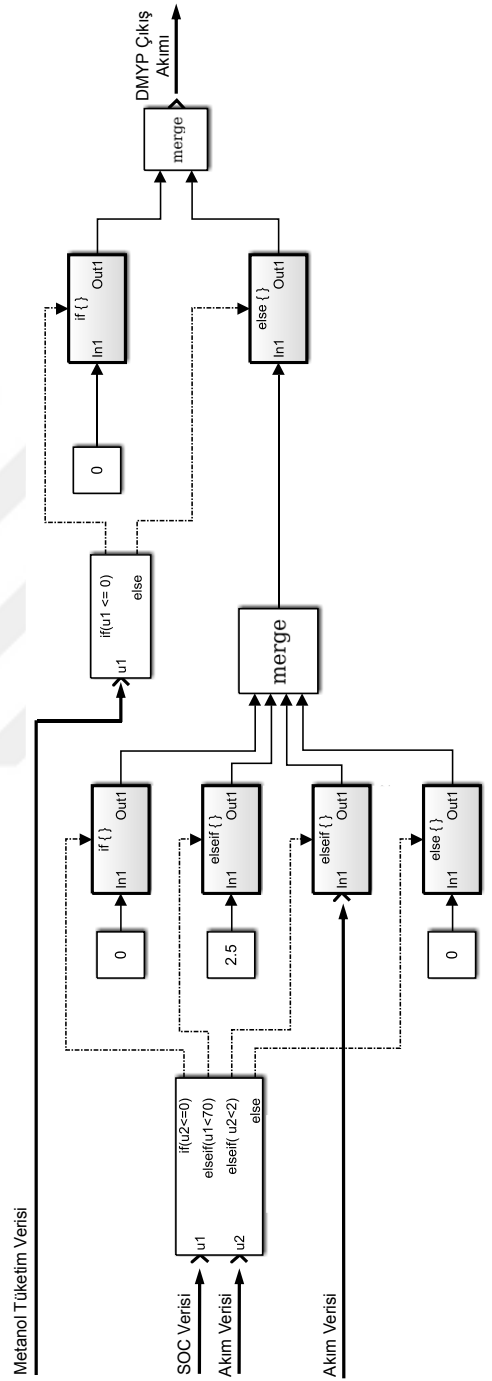 Metanol Tüketim Verisi
SOC Verisi
Akım Verisi
Akım Verisi
u1
u2
if(u2<=0)
elseif(u1<70)
elseif( u2<2)
else
0
In1
if { }
Out1
2.5
In1
elseif { }
Out1
In1
elseif { }
Out1
0
In1
else { }
Out1
merge
u1
if(u1 <= 0)
else
0
In1
if { }
Out1
In1
else { }
Out1
merge
DMYP Çıkış
Akımı